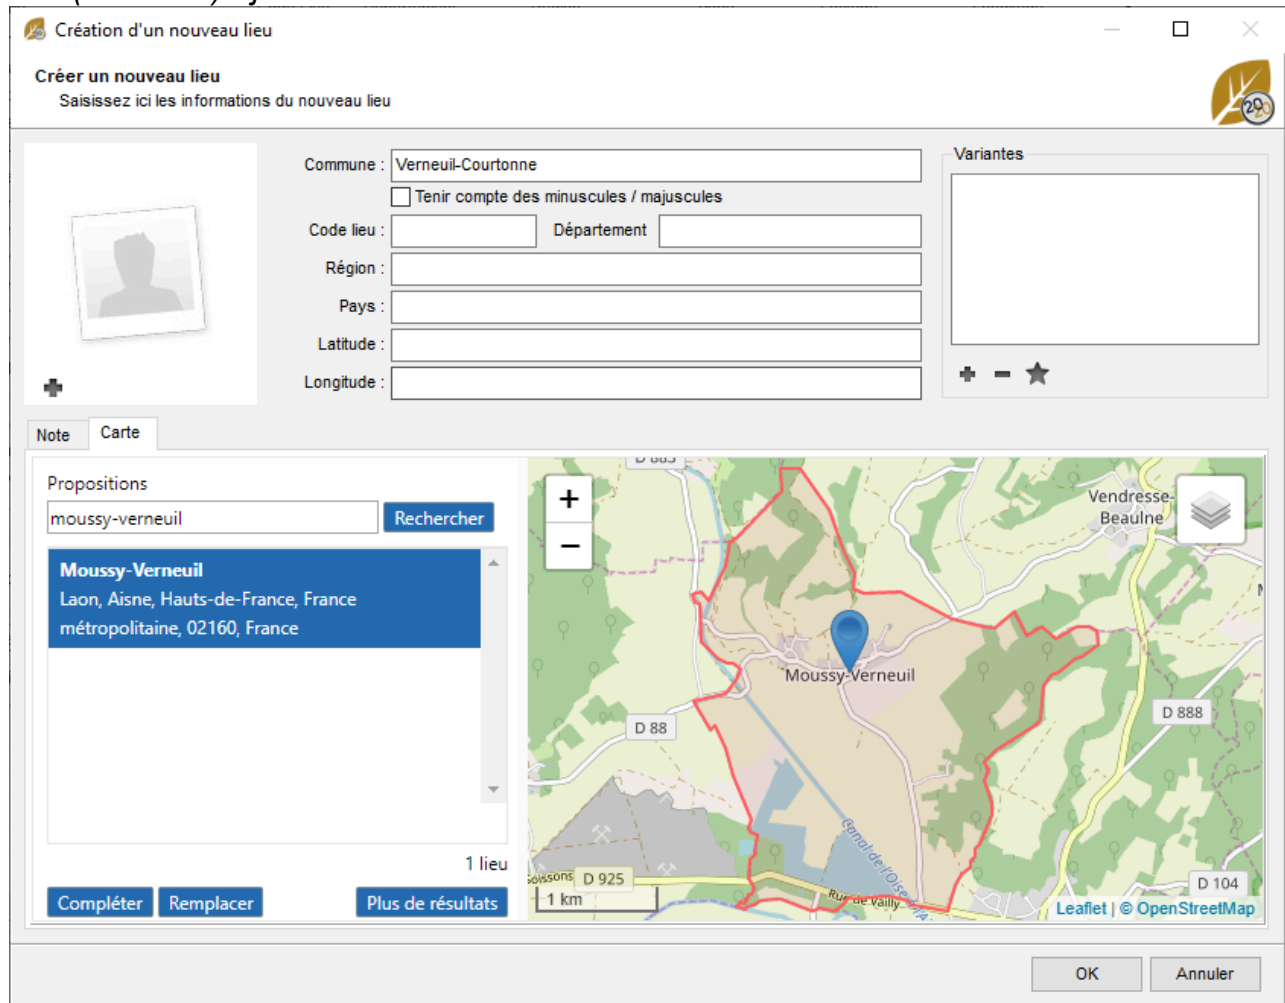 Création d'un nouveau lieu
Créer un nouveau lieu
Saisissez ici les informations du nouveau lieu
2020
Commune : Verneuil-Courtonne
Tenir compte des minuscules / majuscules
Code lieu :
Département
Région :
Pays :
Latitude :
Longitude :
Variantes
Note
Carte
Propositions
moussy-verneuil
Rechercher
Moussy-Verneuil
Laon, Aisne, Hauts-de-France, France
métropolitaine, 02160, France
1 lieu
Compléter
Remplacer
Plus de résultats
+
−
Vendresse-
Beaulne
Moussy-Verneuil
D 88
D 888
Canal de l'Oise
D 925
Rue de Vailly
D 104
1 km
Leaflet | © OpenStreetMap
OK
Annuler